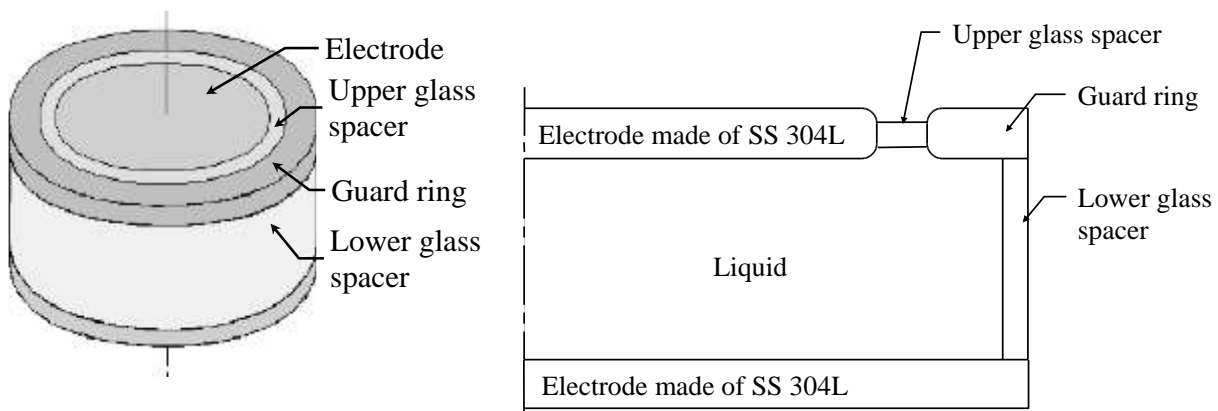 Electrode
Upper glass
spacer
Guard ring
Lower glass
spacer
Upper glass
spacer
Guard ring
Electrode made of SS 304L
Lower glass
spacer
Liquid
Electrode made of SS 304L